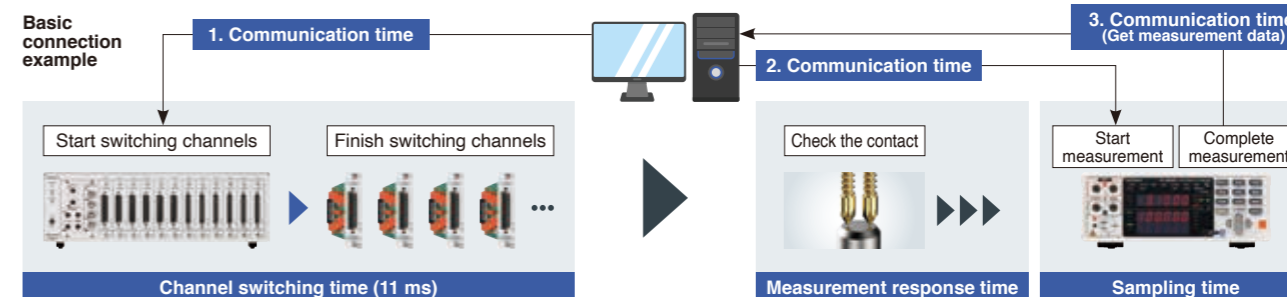 Basic
connection
example
1. Communication time
2. Communication time
3. Communication time
(Get measurement data)
Start switching channels
Finish switching channels
Check the contact
Start
measurement
Complete
measurement
Channel switching time (11 ms)
Measurement response time
Sampling time